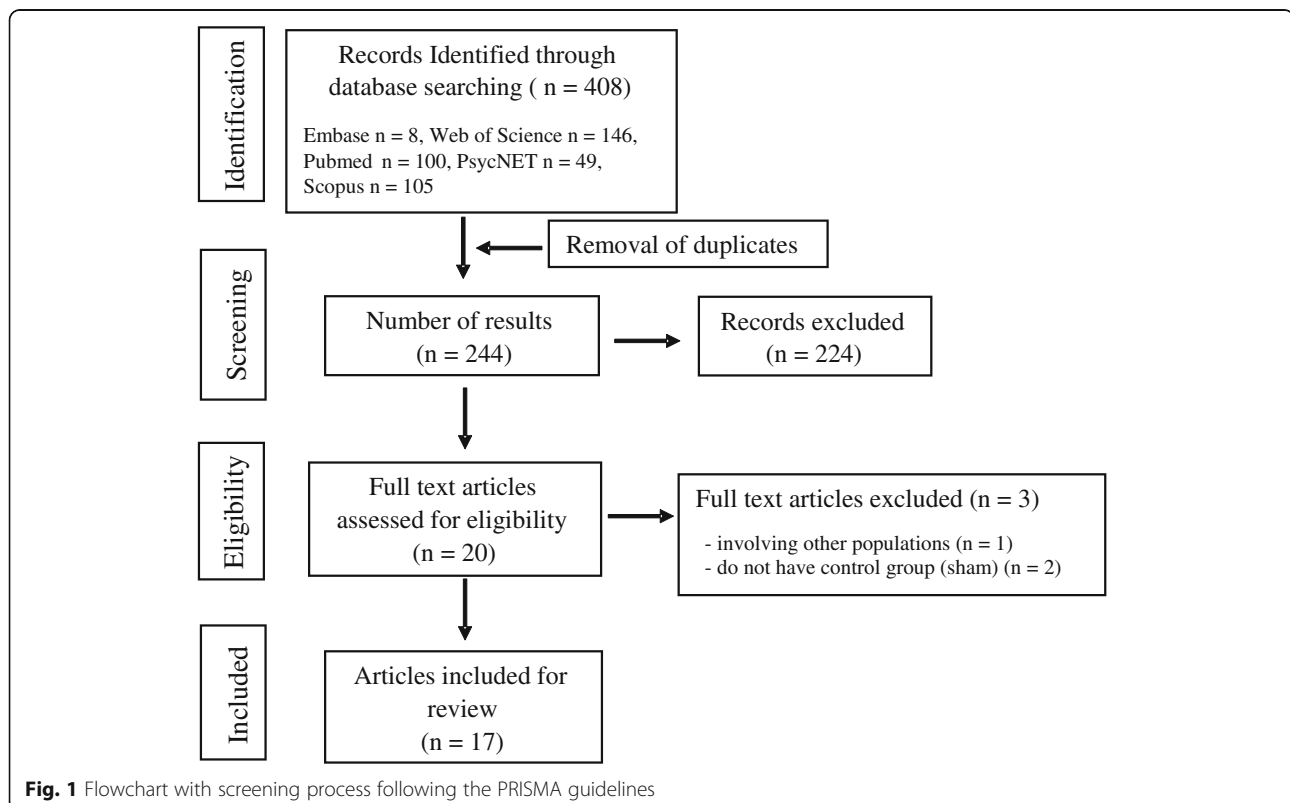 Identification
Records Identified through
database searching ( n = 408)
Embase n = 8, Web of Science n = 146,
Pubmed n = 100, PsycNET n = 49,
Scopus n = 105
Removal of duplicates
Screening
Number of results
(n = 244)
Records excluded
(n = 224)
Eligibility
Full text articles
assessed for eligibility
(n = 20)
Full text articles excluded (n = 3)
- involving other populations (n = 1)
- do not have control group (sham) (n = 2)
Included
Articles included for
review
(n = 17)
Fig. 1 Flowchart with screening process following the PRISMA guidelines